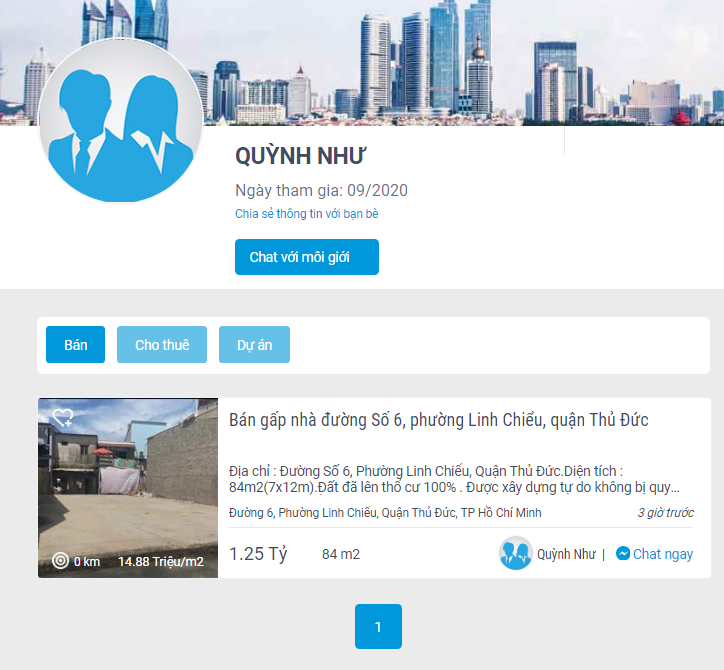 QUỲNH NHƯ
Ngày tham gia: 09/2020
Chia sẻ thông tin với bạn bè
Chat với môi giới
Bán
Cho thuê
Dự án
Bán gấp nhà đường Số 6, phường Linh Chiểu, quận Thủ Đức
Địa chỉ : Đường Số 6, Phường Linh Chiểu, Quận Thủ Đức.Diện tích :
84m2(7x12m).Đất đã lên thổ cư 100% . Được xây dựng tự do không bị quy...
Đường 6, Phường Linh Chiểu, Quận Thủ Đức, TP Hồ Chí Minh
3 giờ trước
0 km
14.88 Triệu/m2
1.25 Tỷ
84 m2
Quỳnh Như |
Chat ngay
1